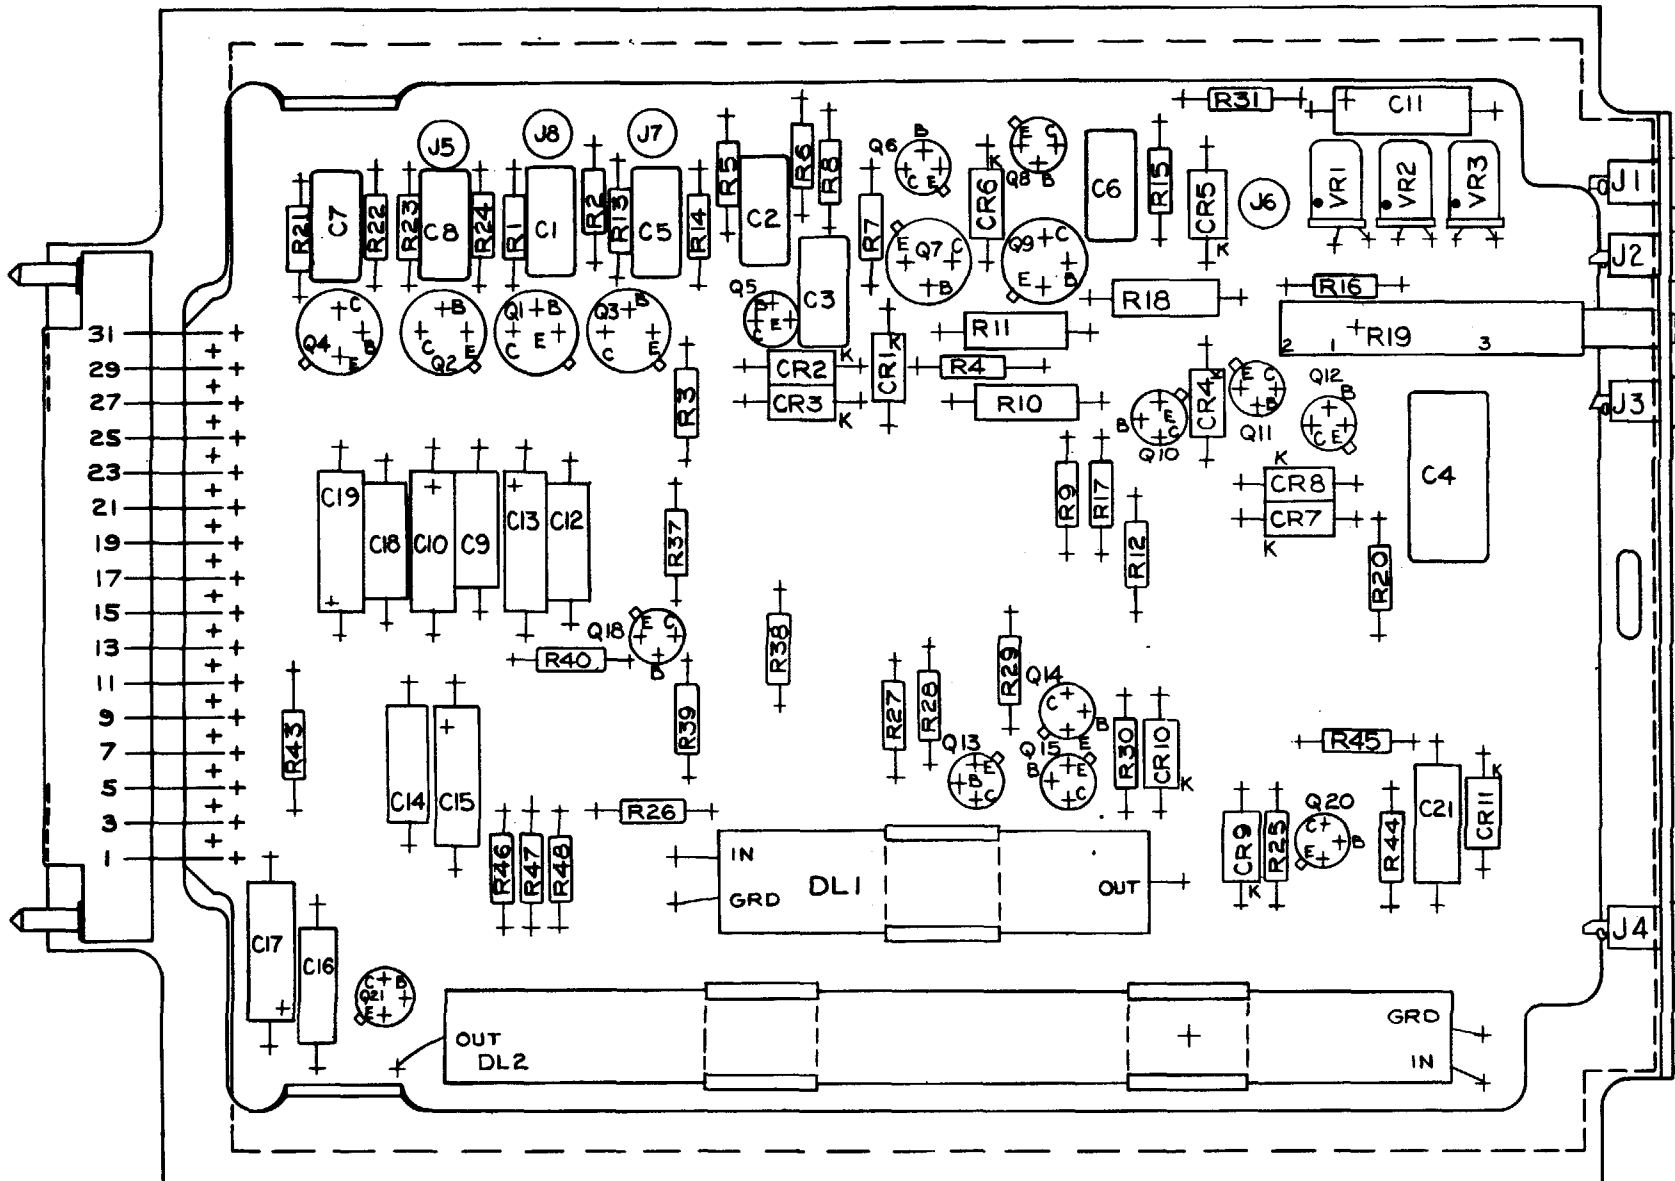 R31
C11
J5
J8
J7
R5
R6
R8
Q6
B
C
E
CR6
K
Q8
E
C
B
C6
R15
CR5
K
J6
VR1
VR2
VR3
J1
R21
C7
R22
R23
C8
R24
R1
C1
R2
R13
C5
R14
C2
R7
Q7
E
C
B
Q9
C
E
B
J2
R16
R18
Q5
B
E
C
C3
Q4
C
B
E
Q2
B
C
E
Q1
B
C
E
Q3
B
C
E
R11
R19
2
1
3
CR1
K
CR2
K
CR3
K
R4
R10
R3
Q10
B
E
C
CR4
K
Q11
E
C
B
Q12
B
C
E
J3
C4
31
29
27
25
23
21
19
17
15
13
11
9
7
5
3
1
C19
C18
C10
C9
C13
C12
R37
R9
R17
R12
K
CR8
CR7
K
R20
Q18
E
C
B
R40
R38
R39
R27
R28
R29
Q14
C
B
E
Q13
E
B
C
Q15
B
E
C
R30
CR10
K
R43
C14
C15
R26
R46
R47
R48
R45
C21
CR11
K
CR9
K
R25
Q20
C
B
E
R44
IN
GRD
DL1
OUT
J4
C17
C16
Q21
C
B
E
OUT
DL2
GRD
IN